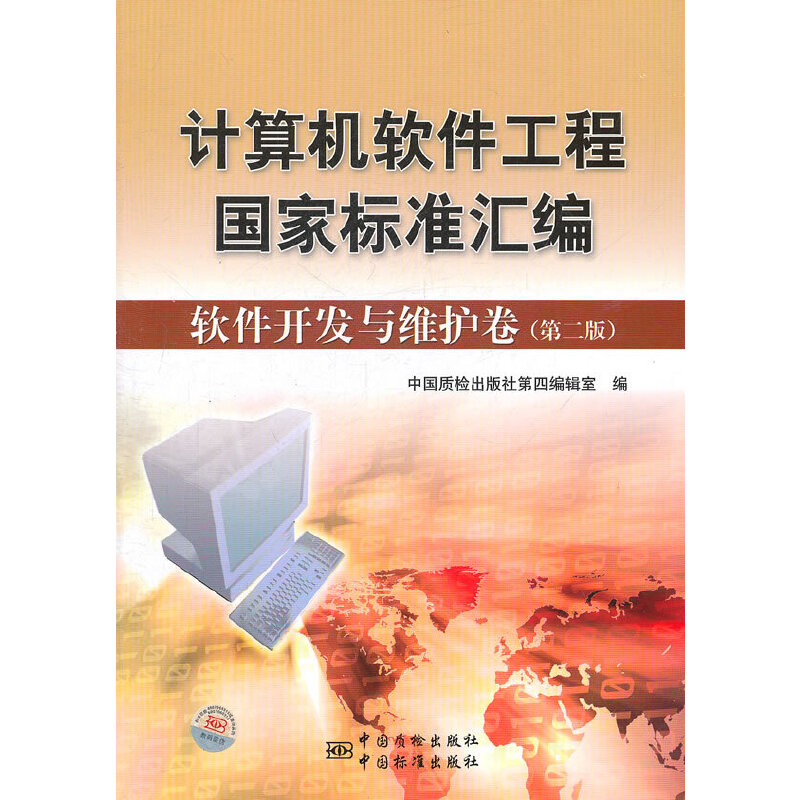 计算机软件工程
国家标准汇编
软件开发与维护卷(第二版)
中国质检出版社第四编辑室 编
中国质检出版社
中国标准出版社